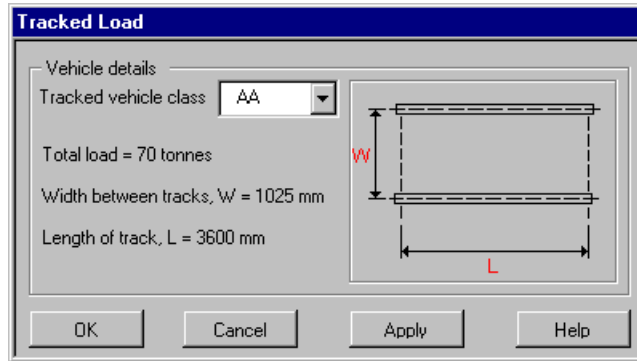 Tracked Load
Vehicle details
Tracked vehicle class AA
Total load = 70 tonnes
Width between tracks, W = 1025 mm
Length of track, L = 3600 mm
W
L
OK Cancel Apply Help